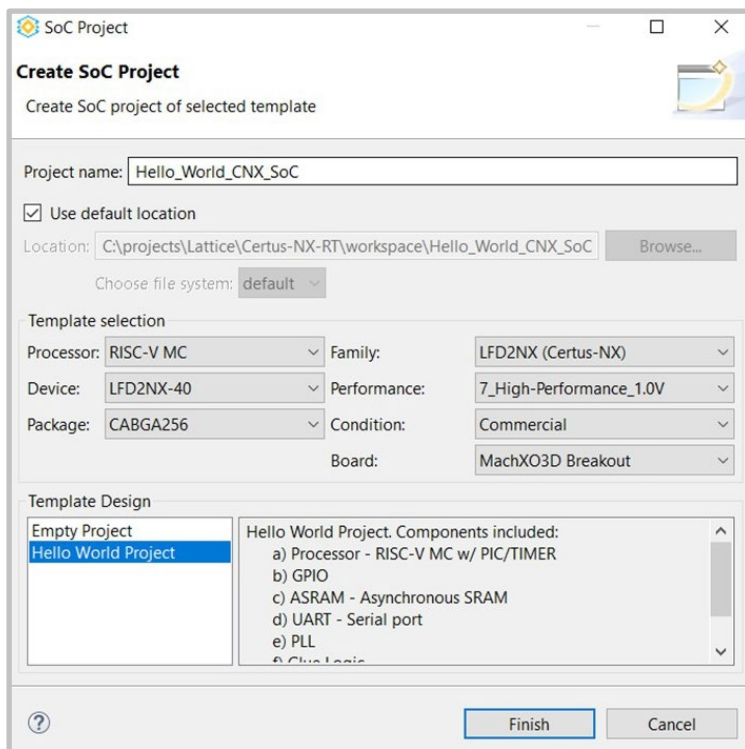 SoC Project
Create SoC Project
Create SoC project of selected template
Project name: Hello_World_CNX_SoC
Use default location
Location: C:\projects\Lattice\Certus-NX-RT\workspace\Hello_World_CNX_SoC Browse...
Choose file system: default
Template selection
Processor: RISC-V MC Family: LFD2NX (Certus-NX)
Device: LFD2NX-40 Performance: 7_High-Performance_1.0V
Package: CABGA256 Condition: Commercial
Board: MachXO3D Breakout
Template Design
Empty Project
Hello World Project
Hello World Project. Components included:
a) Processor - RISC-V MC w/ PIC/TIMER
b) GPIO
c) ASRAM - Asynchronous SRAM
d) UART - Serial port
e) PLL
f) Glue Logic
? Finish Cancel